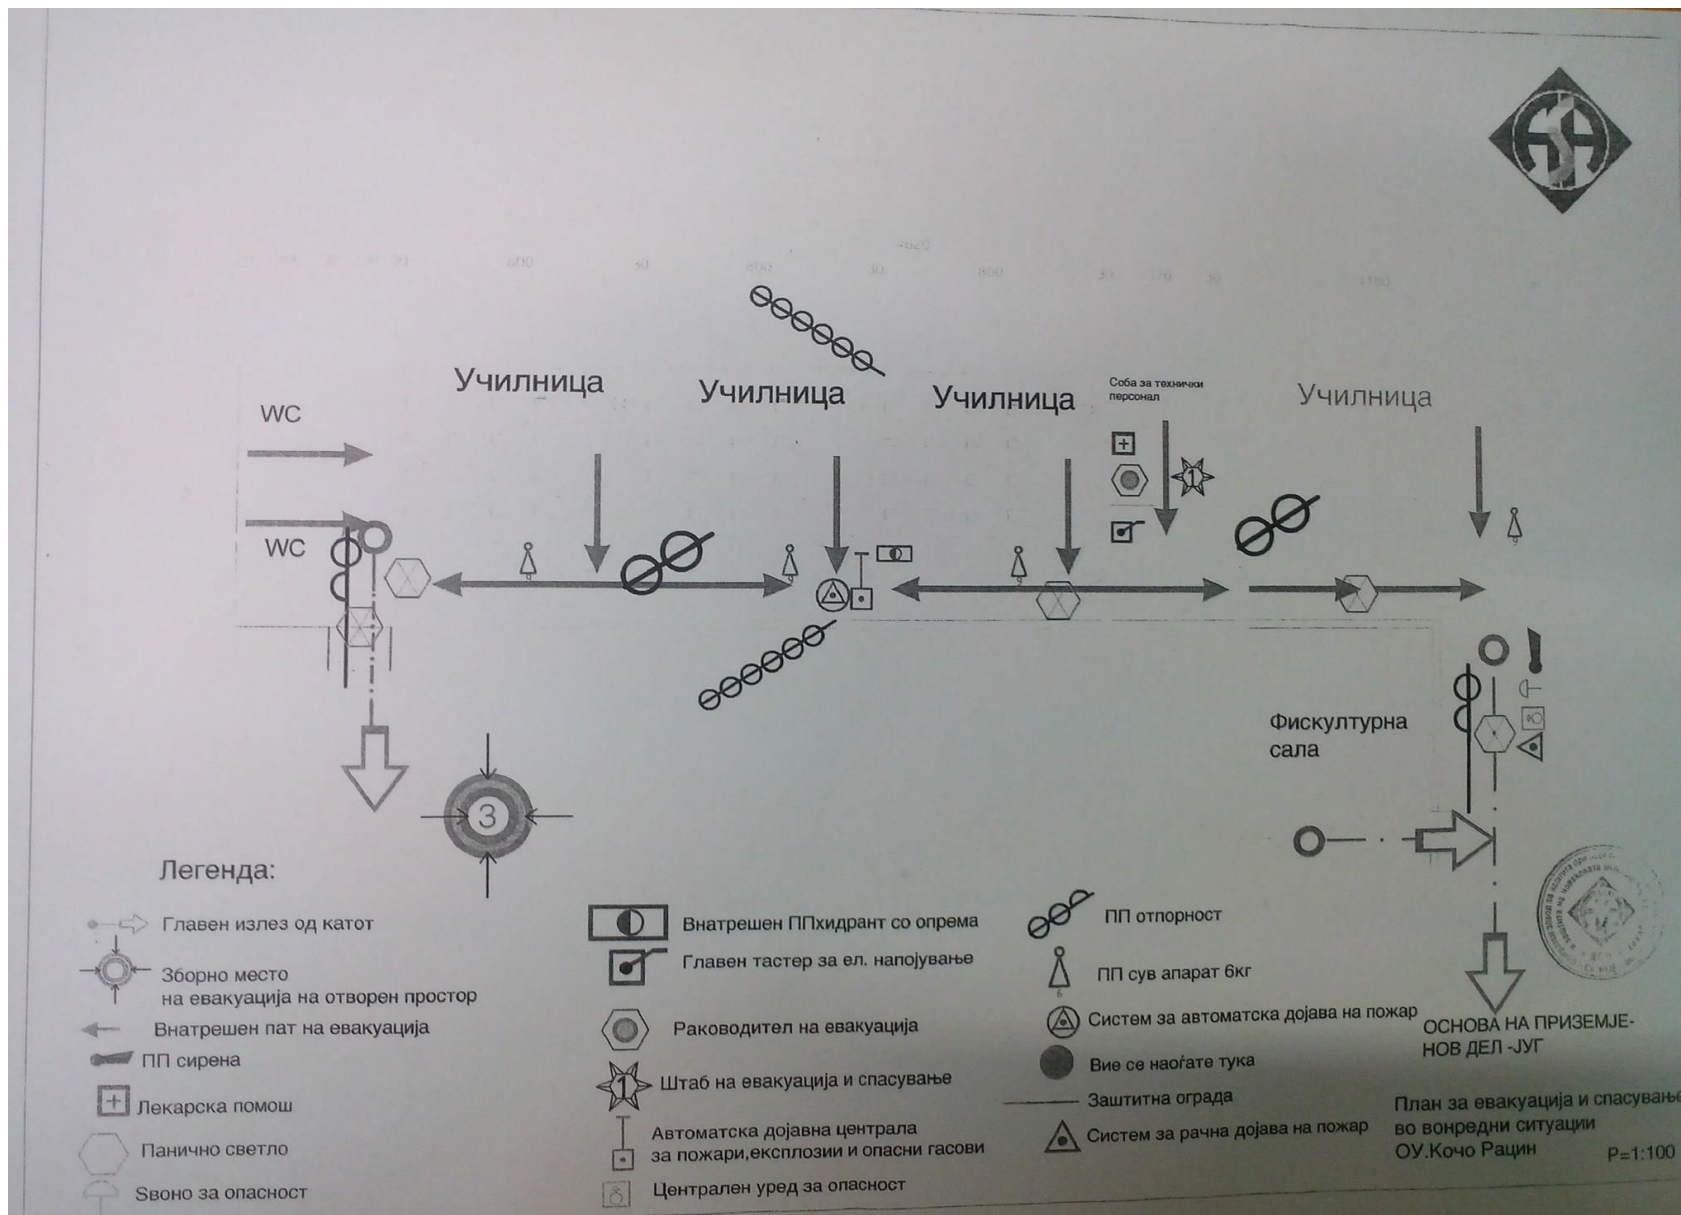 Училница
Училница
Училница
Соба за технички
персонал
Училница
WC
WC
1
Фискултурна
сала
3
Легенда:
Главен излез од катот
Зборно место
на евакуација на отворен простор
Внатрешен пат на евакуација
ПП сирена
Лекарска помош
Панично светло
Ѕвоно за опасност
Внатрешен ППхидрант со опрема
Главен тастер за ел. напојување
Раководител на евакуација
1
Штаб на евакуација и спасување
Автоматска дојавна централа
за пожари,експлозии и опасни гасови
Централен уред за опасност
ПП отпорност
ПП сув апарат 6кг
Систем за автоматска дојава на пожар
Вие се наоѓате тука
Заштитна ограда
Систем за рачна дојава на пожар
ОСНОВА НА ПРИЗЕМЈЕ-
НОВ ДЕЛ -ЈУГ
План за евакуација и спасување
во вонредни ситуации
ОУ.Кочо Рацин
Р=1:100